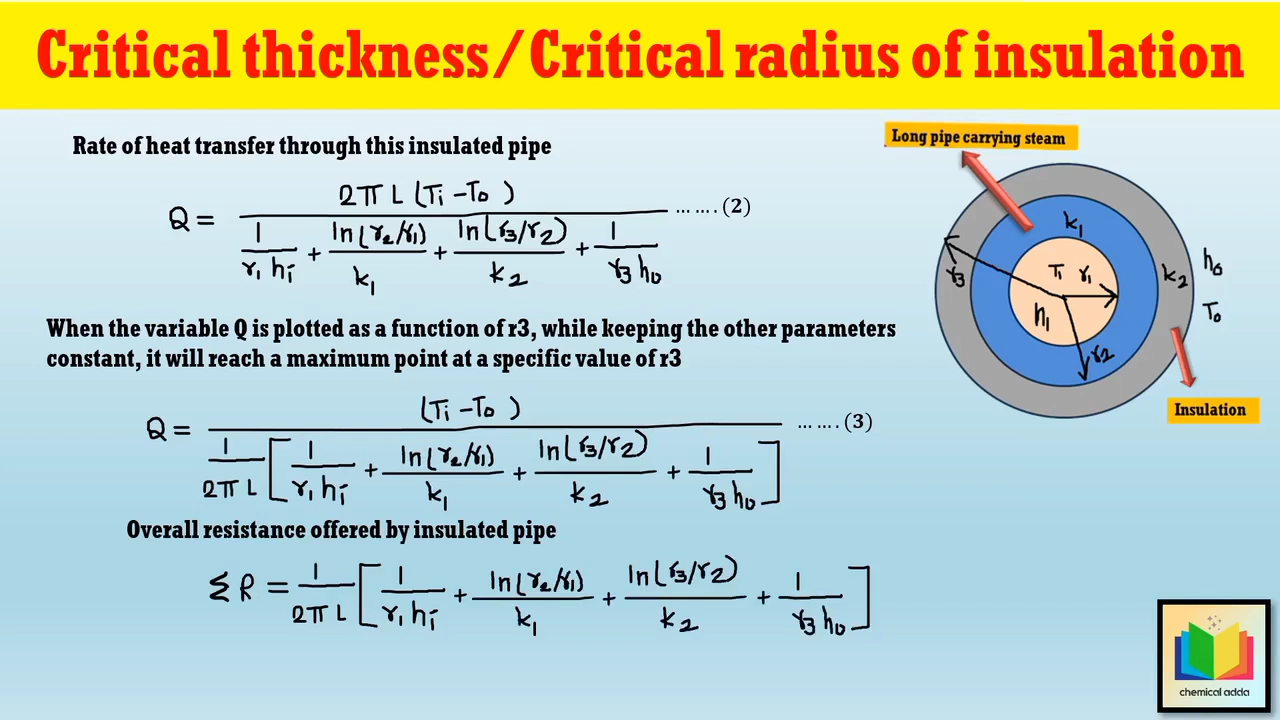 Critical thickness/Critical radius of insulation
Rate of heat transfer through this insulated pipe
Q = 2π L (Ti - To) / [1/(r1 hi) + ln(r2/r1)/k1 + ln(r3/r2)/k2 + 1/(r3 ho)] ... ... . (2)
When the variable Q is plotted as a function of r3, while keeping the other parameters
constant, it will reach a maximum point at a specific value of r3
Q = (Ti - To) / (1/(2π L) [1/(r1 hi) + ln(r2/r1)/k1 + ln(r3/r2)/k2 + 1/(r3 ho)]) ... ... . (3)
Overall resistance offered by insulated pipe
Σ R = 1/(2π L) [1/(r1 hi) + ln(r2/r1)/k1 + ln(r3/r2)/k2 + 1/(r3 ho)]
Long pipe carrying steam
k1
r3
Ti r1
k2
ho
h1
To
r2
Insulation
chemical adda